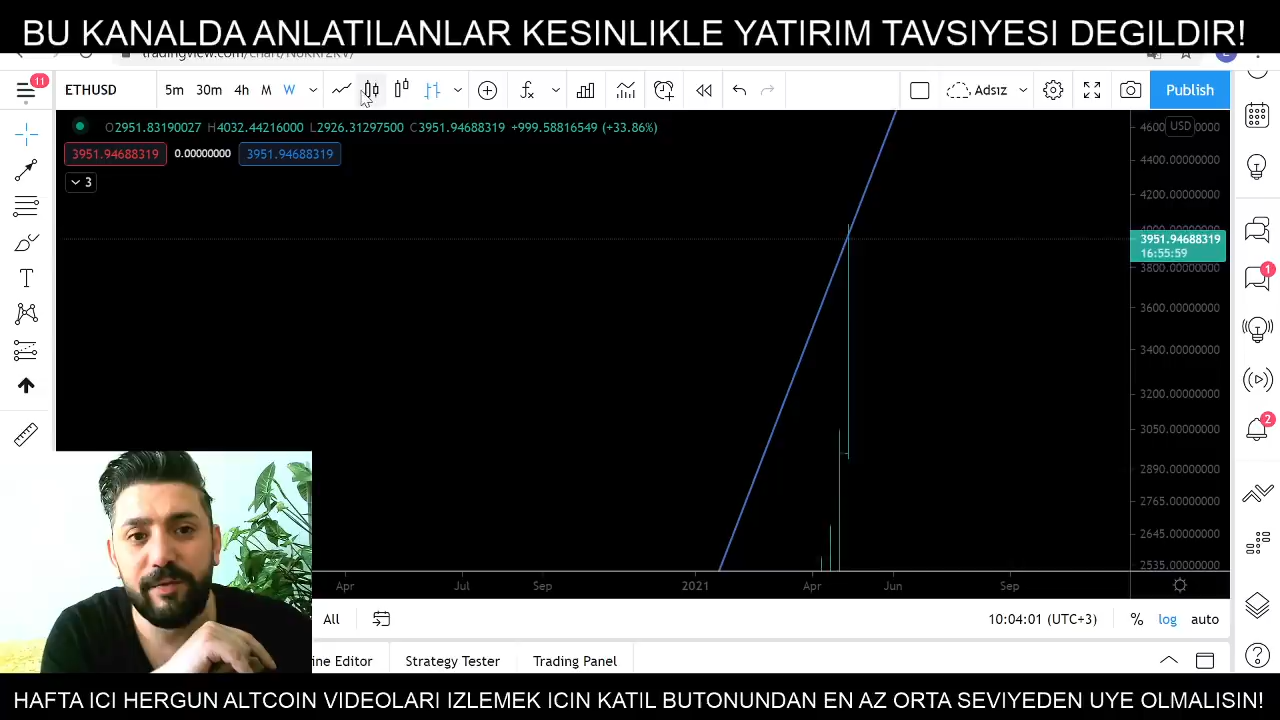 BU KANALDA ANLATILANLAR KESINLIKLE YATIRIM TAVSIYESI DEGILDIR!
11 ETHUSD 5m 30m 4h M W Adsız Publish
O2951.83190027 H4032.44216000 L2926.31297500 C3951.94688319 +999.58816549 (+33.86%)
USD
3951.94688319 0.00000000 3951.94688319
3
4400.00000000
4200.00000000
3951.94688319
16:55:59
3800.00000000
3600.00000000
3400.00000000
3200.00000000
3050.00000000
2890.00000000
2765.00000000
2645.00000000
2535.00000000
1
2
Apr Jul Sep 2021 Apr Jun Sep
All 10:04:01 (UTC+3) % log auto
ine Editor Strategy Tester Trading Panel
HAFTA ICI HERGUN ALTCOIN VIDEOLARI IZLEMEK ICIN KATIL BUTONUNDAN EN AZ ORTA SEVIYEDEN UYE OLMALISIN!